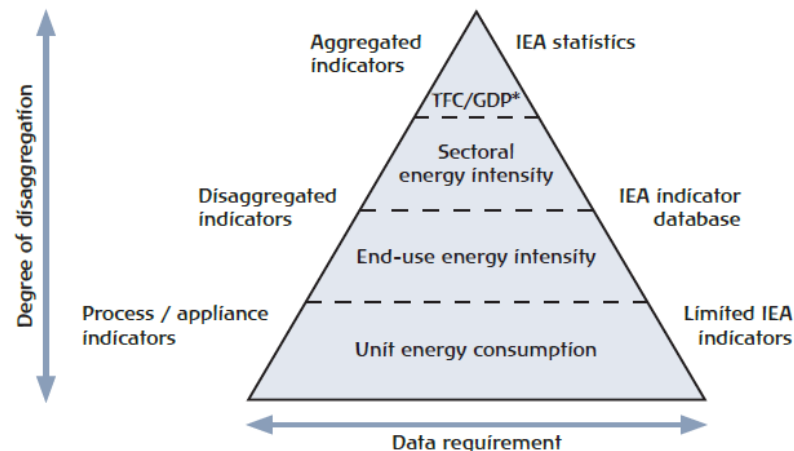 Aggregated
indicators
IEA statistics
TFC/GDP*
Sectoral
energy intensity
Disaggregated
indicators
IEA indicator
database
End-use energy intensity
Process / appliance
indicators
Limited IEA
indicators
Unit energy consumption
Degree of disaggregation
Data requirement